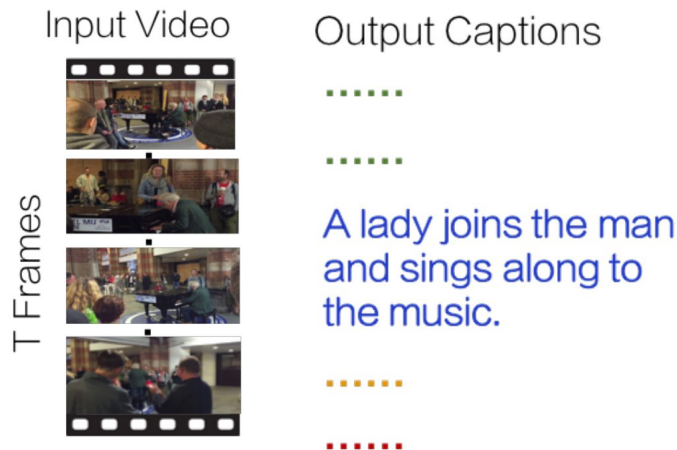 Input Video
Output Captions
T Frames
......
......
A lady joins the man
and sings along to
the music.
......
......